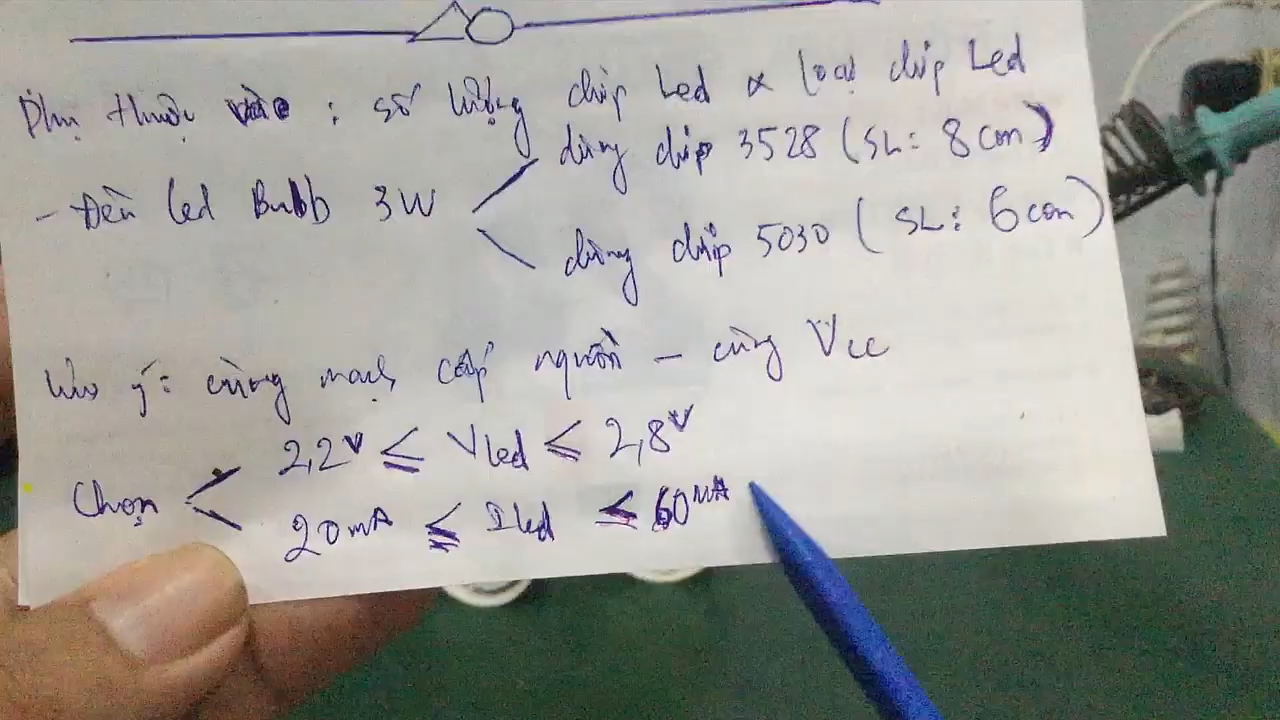 Phụ thuộc vào : số lượng chip Led & loại chip Led
- Đèn led Bulb 3W
dùng chip 3528 (SL: 8 con)
dùng chip 5030 (SL: 6 con)
Lưu ý: cùng mạch cấp nguồn - cùng Vcc
Chọn
2,2V ≤ Vled ≤ 2,8V
20mA ≤ Iled ≤ 60mA